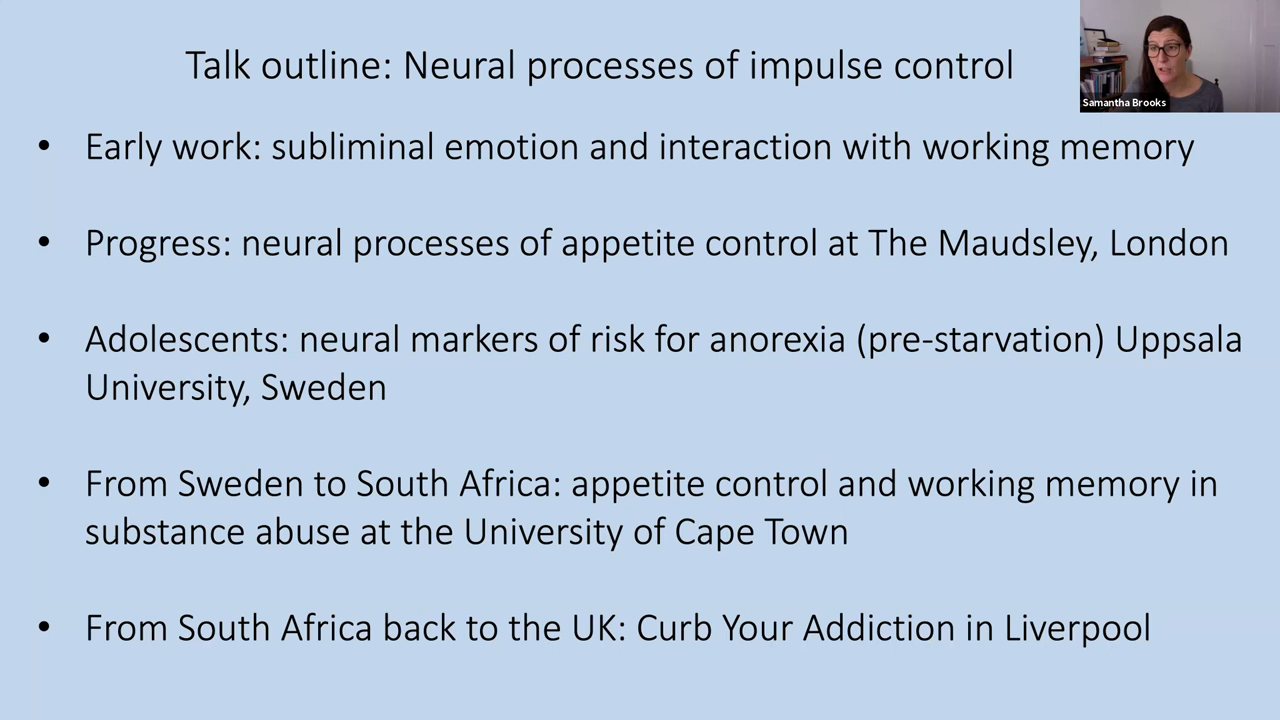 Talk outline: Neural processes of impulse control
Samantha Brooks
• Early work: subliminal emotion and interaction with working memory
• Progress: neural processes of appetite control at The Maudsley, London
• Adolescents: neural markers of risk for anorexia (pre-starvation) Uppsala
University, Sweden
• From Sweden to South Africa: appetite control and working memory in
substance abuse at the University of Cape Town
• From South Africa back to the UK: Curb Your Addiction in Liverpool